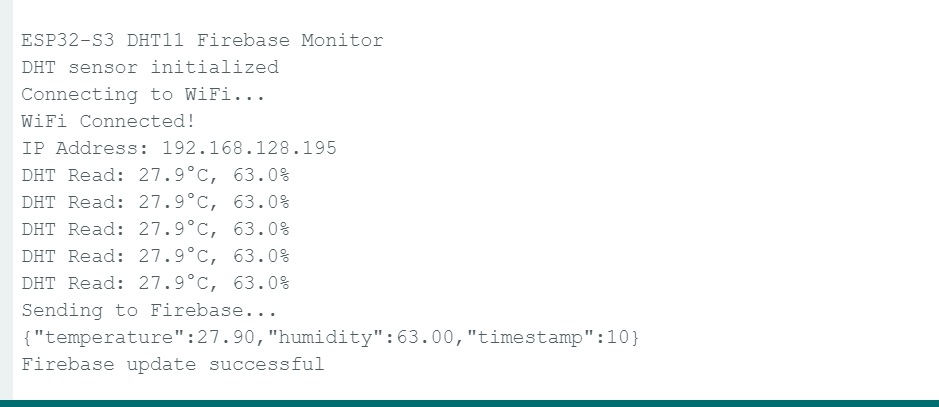 ESP32-S3 DHT11 Firebase Monitor
DHT sensor initialized
Connecting to WiFi...
WiFi Connected!
IP Address: 192.168.128.195
DHT Read: 27.9°C, 63.0%
DHT Read: 27.9°C, 63.0%
DHT Read: 27.9°C, 63.0%
DHT Read: 27.9°C, 63.0%
DHT Read: 27.9°C, 63.0%
Sending to Firebase...
{"temperature":27.90,"humidity":63.00,"timestamp":10}
Firebase update successful